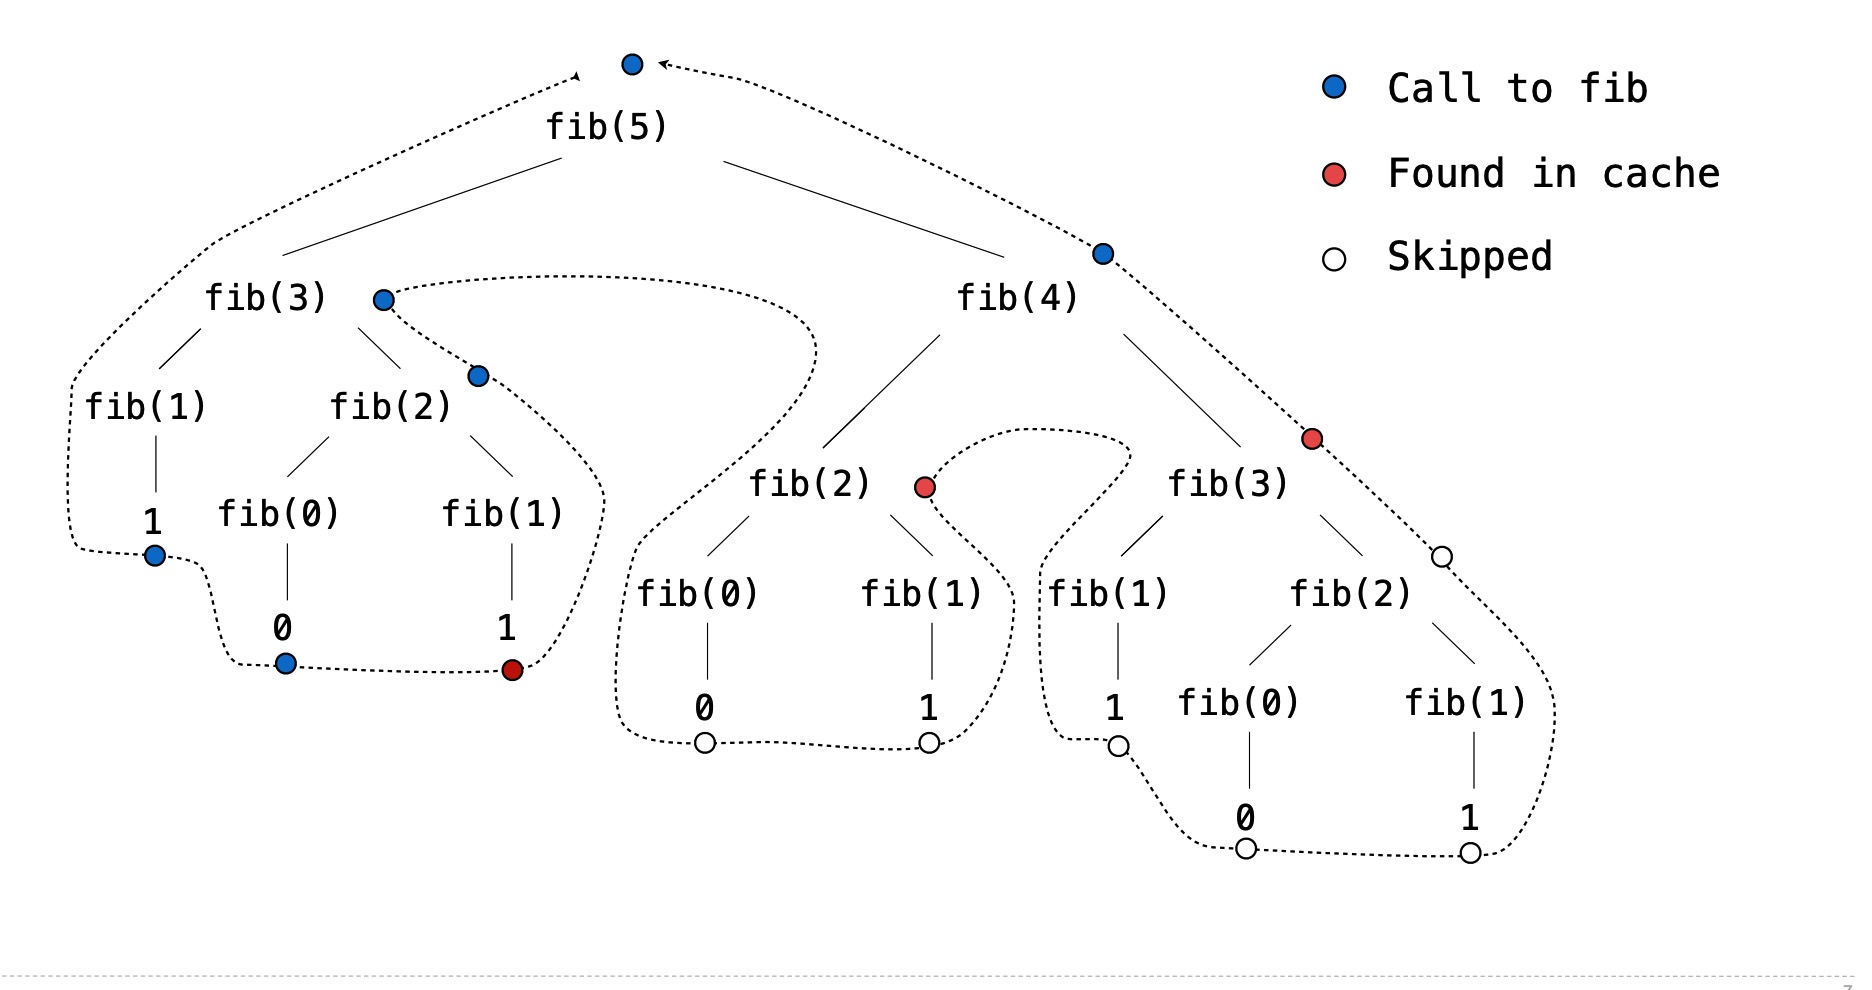 Call to fib
fib(5)
Found in cache
Skipped
fib(3)
fib(4)
fib(1)
fib(2)
fib(2)
fib(3)
1
fib(0)
fib(1)
fib(0)
fib(1)
fib(1)
fib(2)
0
1
0
1
1
fib(0)
fib(1)
0
1